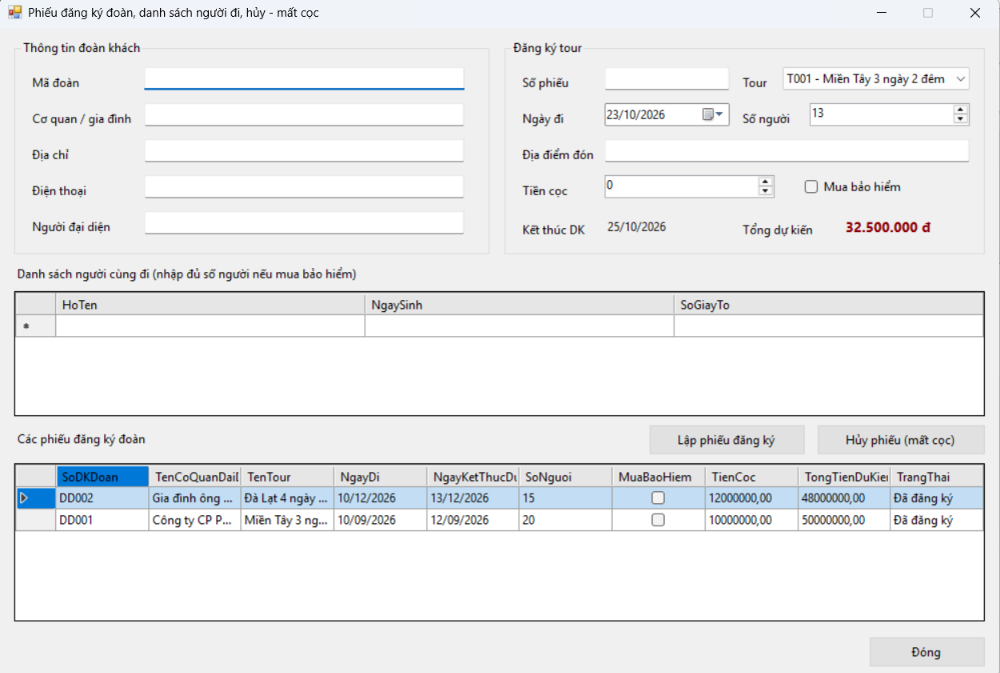 Phiếu đăng ký đoàn, danh sách người đi, hủy - mất cọc
Thông tin đoàn khách
Mã đoàn
Cơ quan / gia đình
Địa chỉ
Điện thoại
Người đại diện
Đăng ký tour
Số phiếu Tour T001 - Miền Tây 3 ngày 2 đêm
Ngày đi 23/10/2026 Số người 13
Địa điểm đón
Tiền cọc 0 Mua bảo hiểm
Kết thúc DK 25/10/2026 Tổng dự kiến 32.500.000 đ
Danh sách người cùng đi (nhập đủ số người nếu mua bảo hiểm)
HoTen NgaySinh SoGiayTo
*
Các phiếu đăng ký đoàn Lập phiếu đăng ký Hủy phiếu (mất cọc)
SoDKDoan TenCoQuanDaiI TenTour NgayDi NgayKetThucDu SoNguoi MuaBaoHiem TienCoc TongTienDuKier TrangThai
DD002 Gia đình ông ... Đà Lạt 4 ngày ... 10/12/2026 13/12/2026 15 12000000,00 48000000,00 Đã đăng ký
DD001 Công ty CP P... Miền Tây 3 ng... 10/09/2026 12/09/2026 20 10000000,00 50000000,00 Đã đăng ký
Đóng